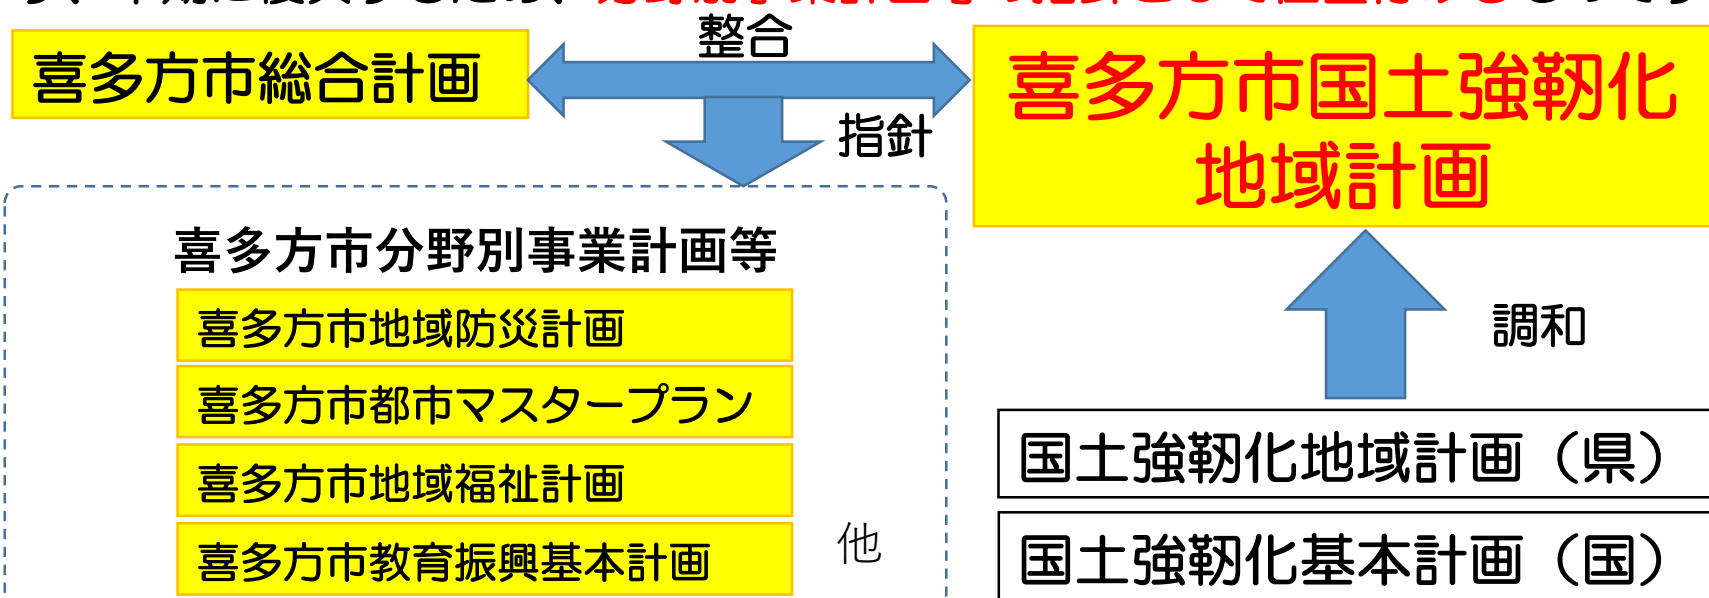 整合
喜多方市総合計画
喜多方市国土強靭化
地域計画
指針
喜多方市分野別事業計画等
喜多方市地域防災計画
喜多方市都市マスタープラン
喜多方市地域福祉計画
喜多方市教育振興基本計画
他
調和
国土強靭化地域計画（県）
国土強靭化基本計画（国）